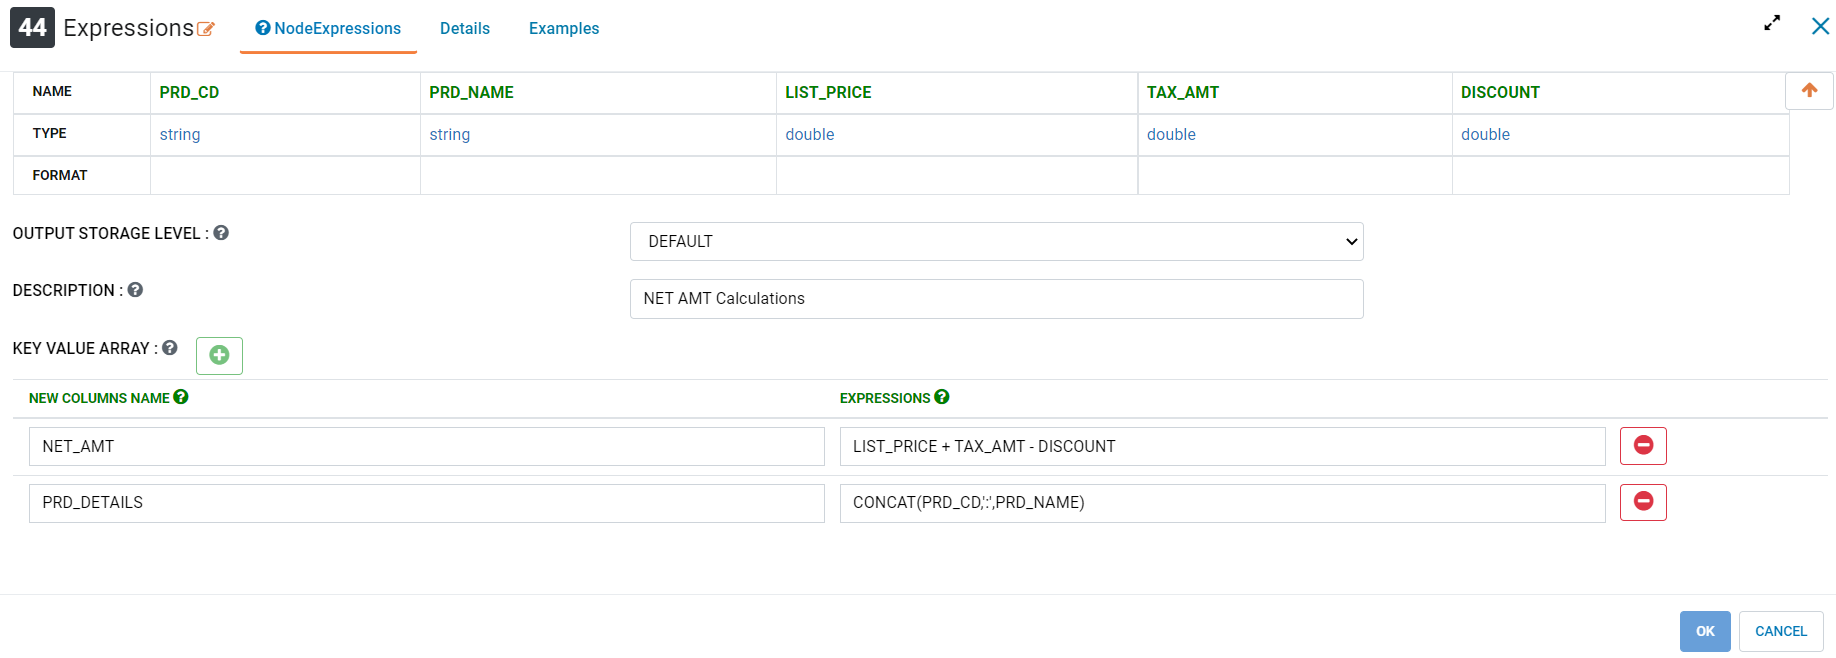 44 Expressions NodeExpressions Details Examples
NAME PRD_CD PRD_NAME LIST_PRICE TAX_AMT DISCOUNT
TYPE string string double double double
FORMAT
OUTPUT STORAGE LEVEL : DEFAULT
DESCRIPTION : NET AMT Calculations
KEY VALUE ARRAY :
NEW COLUMNS NAME EXPRESSIONS
NET_AMT LIST_PRICE + TAX_AMT - DISCOUNT
PRD_DETAILS CONCAT(PRD_CD,':',PRD_NAME)
OK CANCEL